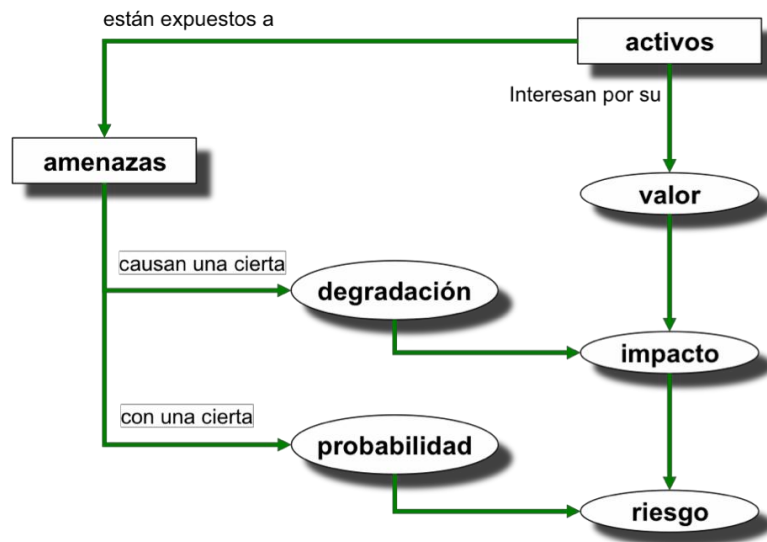 están expuestos a
activos
Interesan por su
amenazas
valor
causan una cierta
degradación
impacto
con una cierta
probabilidad
riesgo